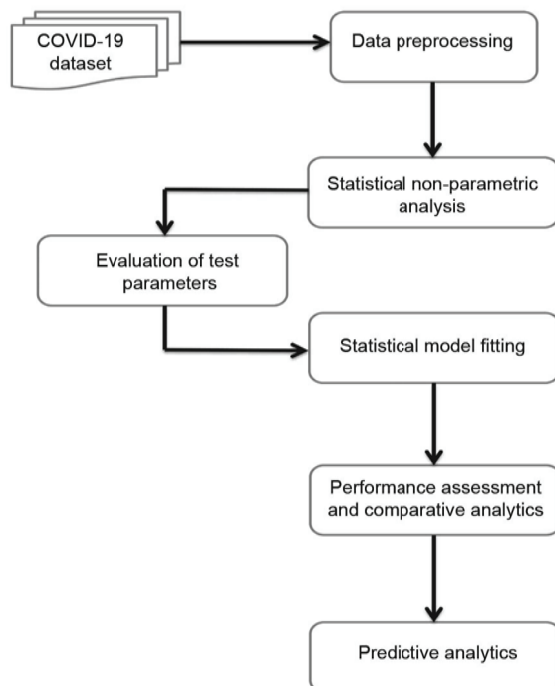 COVID-19
dataset
Data preprocessing
Statistical non-parametric
analysis
Evaluation of test
parameters
Statistical model fitting
Performance assessment
and comparative analytics
Predictive analytics